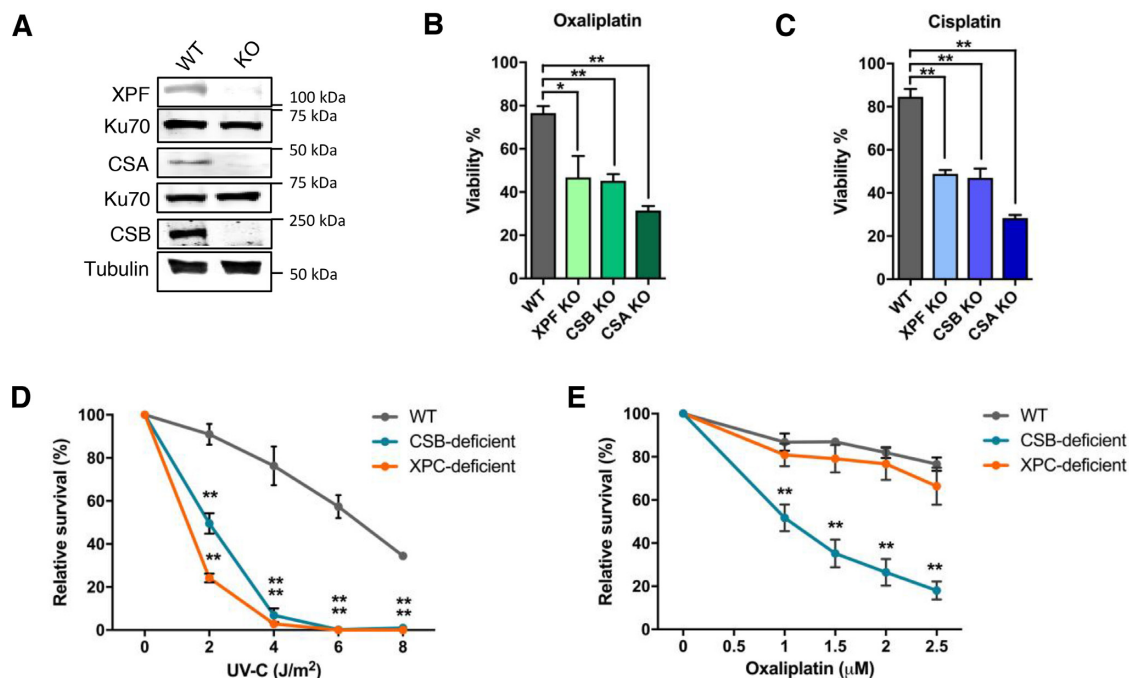 A
WT KO
XPF
100 kDa
75 kDa
Ku70
50 kDa
CSA
75 kDa
Ku70
250 kDa
CSB
Tubulin
50 kDa
B
Oxaliplatin
Viability %
100
80
60
40
20
0
**
**
*
WT XPF KO CSB KO CSA KO
C
Cisplatin
Viability %
100
80
60
40
20
0
**
**
**
WT XPF KO CSB KO CSA KO
D
Relative survival (%)
100
80
60
40
20
0
WT
CSB-deficient
XPC-deficient
**
**
** ** **
** ** **
0 2 4 6 8
UV-C (J/m²)
E
Relative survival (%)
100
80
60
40
20
0
WT
CSB-deficient
XPC-deficient
**
**
**
**
0 0.5 1 1.5 2 2.5
Oxaliplatin (μM)